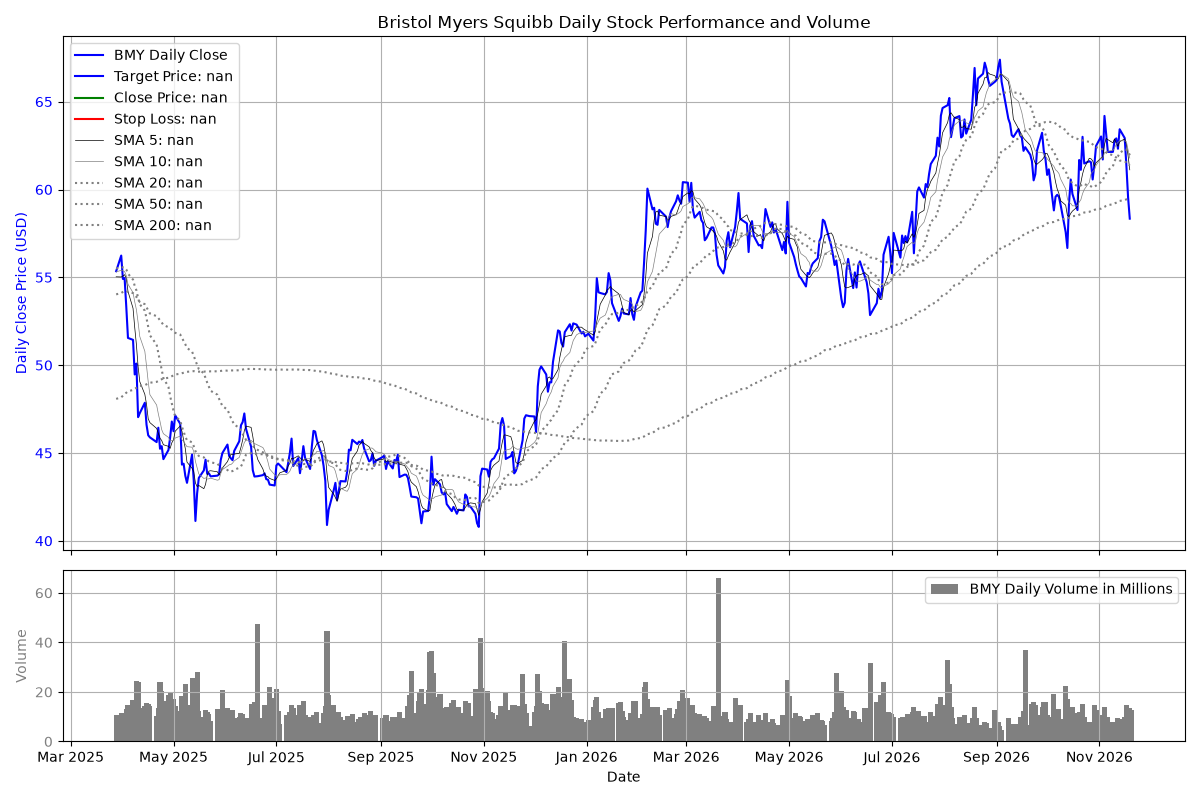 Bristol Myers Squibb Daily Stock Performance and Volume
BMY Daily Close
Target Price: nan
Close Price: nan
Stop Loss: nan
SMA 5: nan
SMA 10: nan
SMA 20: nan
SMA 50: nan
SMA 200: nan
Daily Close Price (USD)
65
60
55
50
45
40
BMY Daily Volume in Millions
Volume
60
40
20
0
Mar 2025 May 2025 Jul 2025 Sep 2025 Nov 2025 Jan 2026 Mar 2026 May 2026 Jul 2026 Sep 2026 Nov 2026
Date